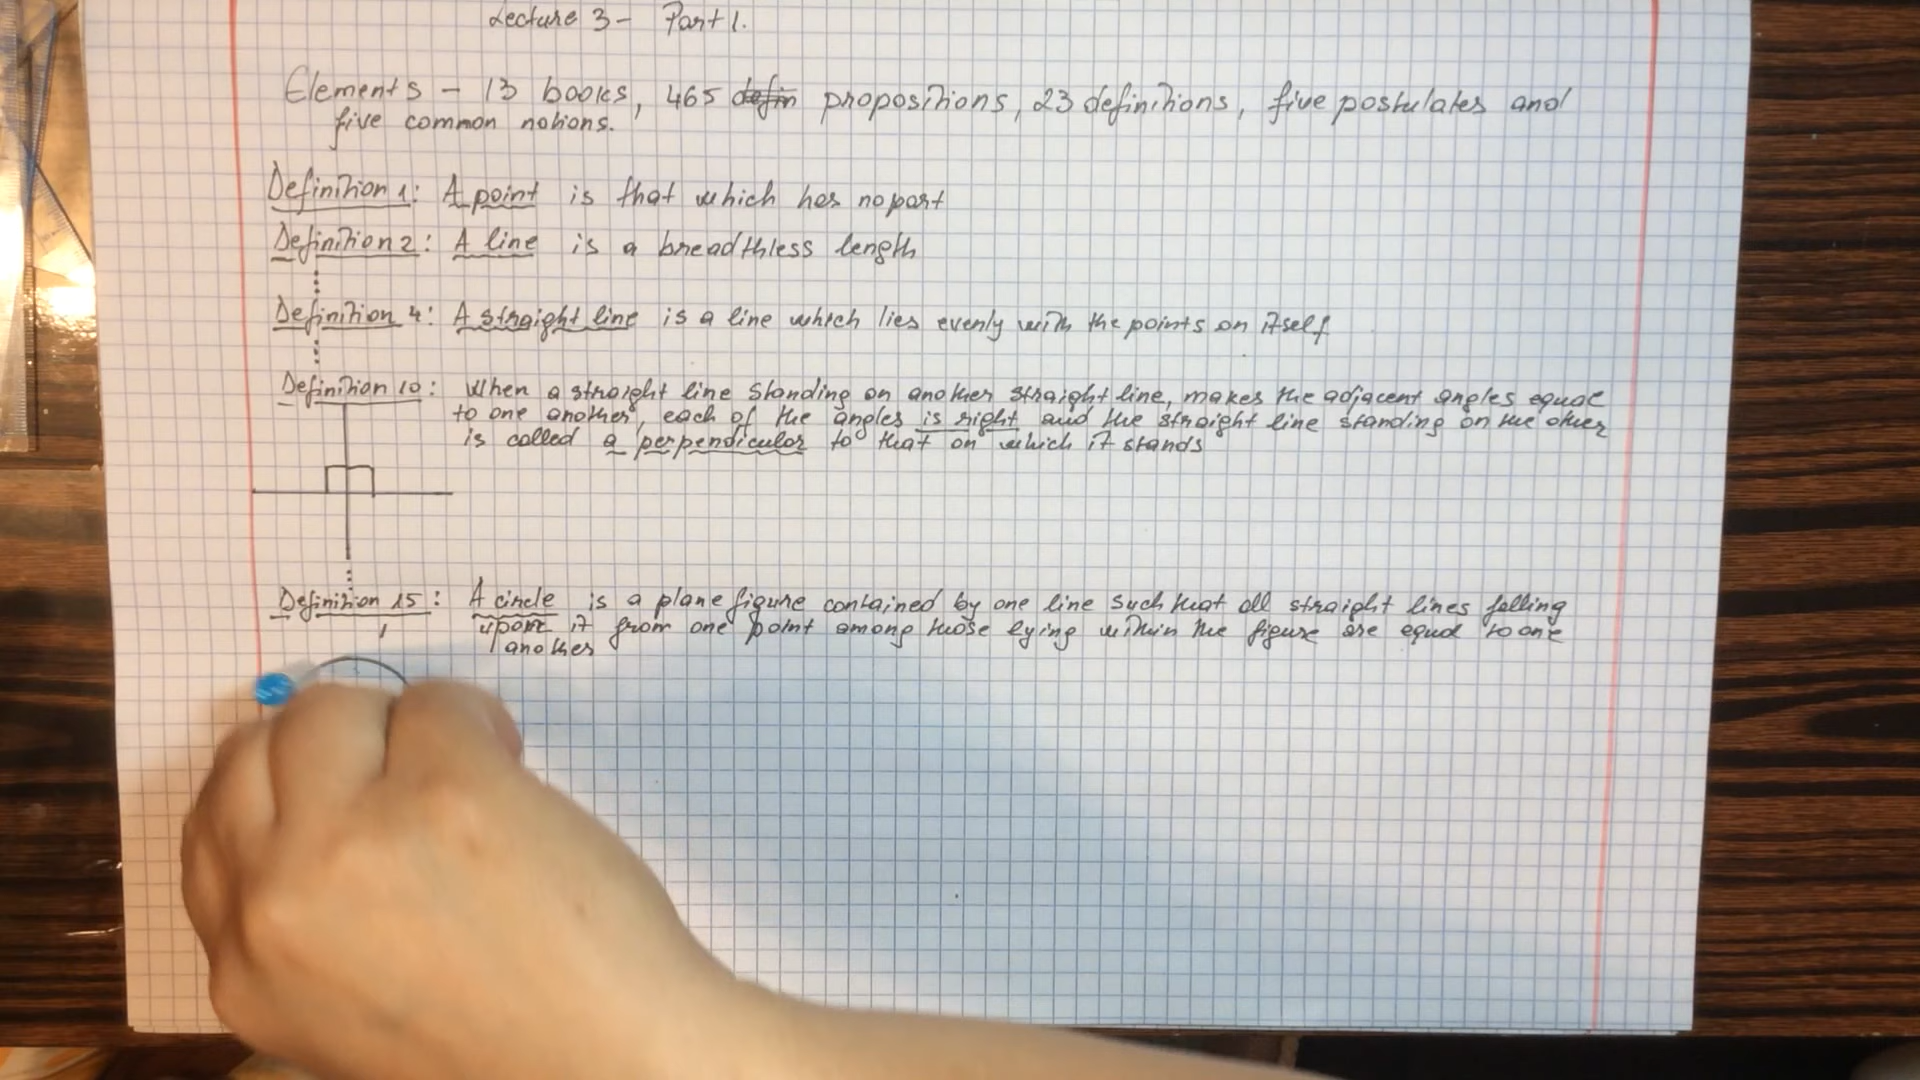 Lecture 3 - Part 1.
Elements - 13 books, 465 defin propositions, 23 definitions, five postulates and
five common notions.
Definition 1: A point is that which has no part
Definition 2: A line is a breadthless length
Definition 4: A straight line is a line which lies evenly with the points on itself
Definition 10: When a straight line standing on another straight line, makes the adjacent angles equal
to one another, each of the angles is right and the straight line standing on the other
is called a perpendicular to that on which it stands
Definition 15: A circle is a plane figure contained by one line such that all straight lines falling
upone it from one point among those lying within the figure are equal to one
another